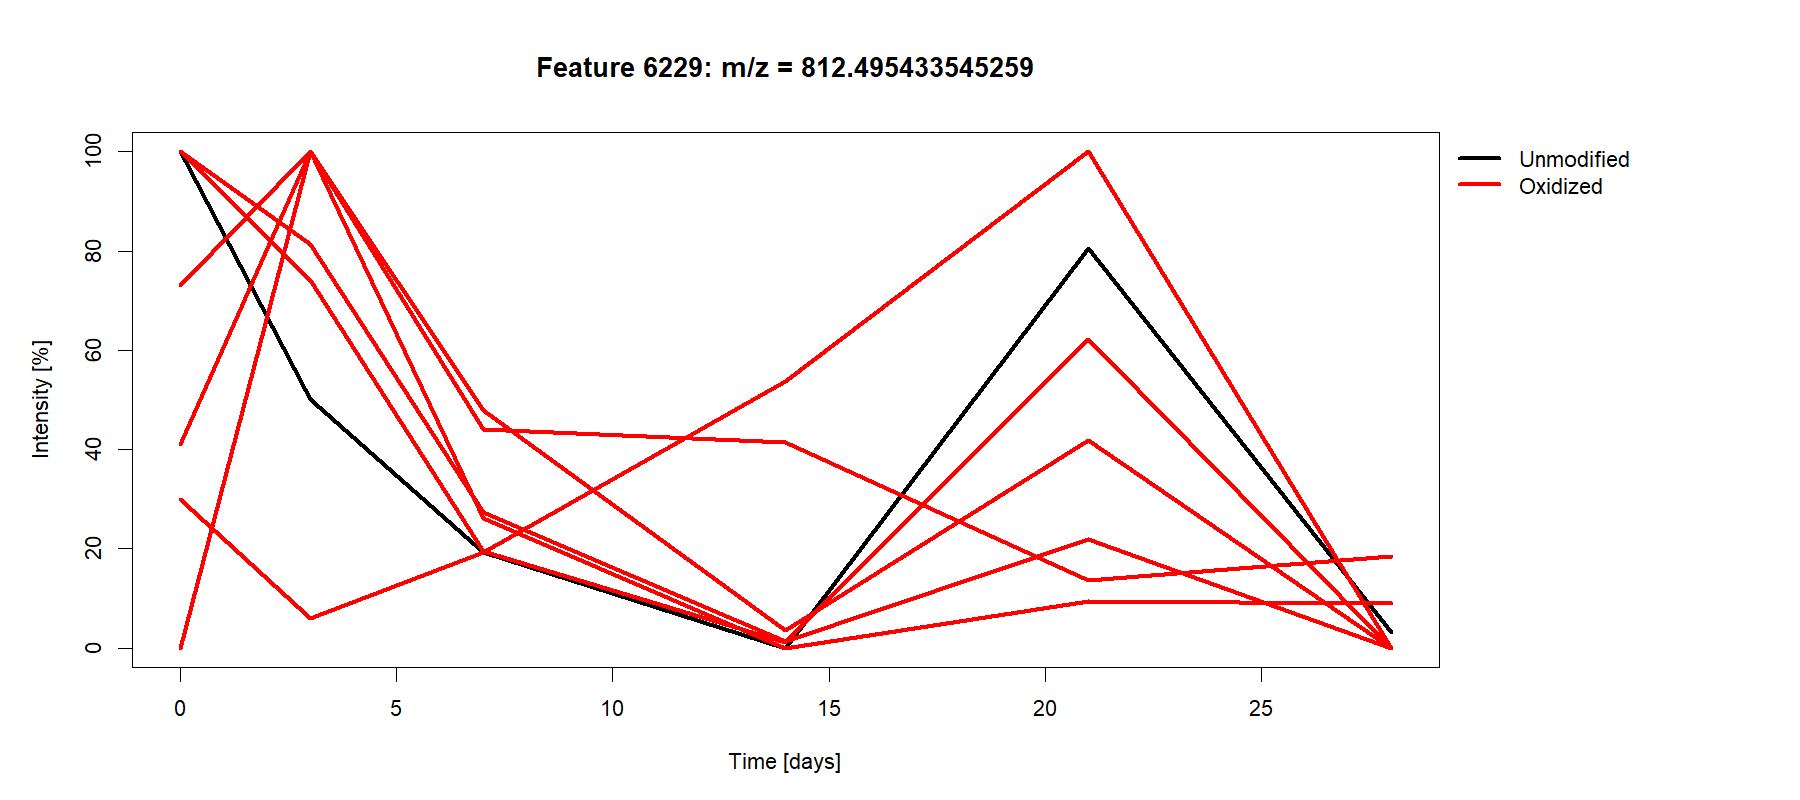 Feature 6229: m/z = 812.495433545259
Unmodified
Oxidized
Intensity [%]
100
80
60
40
20
0
0 5 10 15 20 25
Time [days]